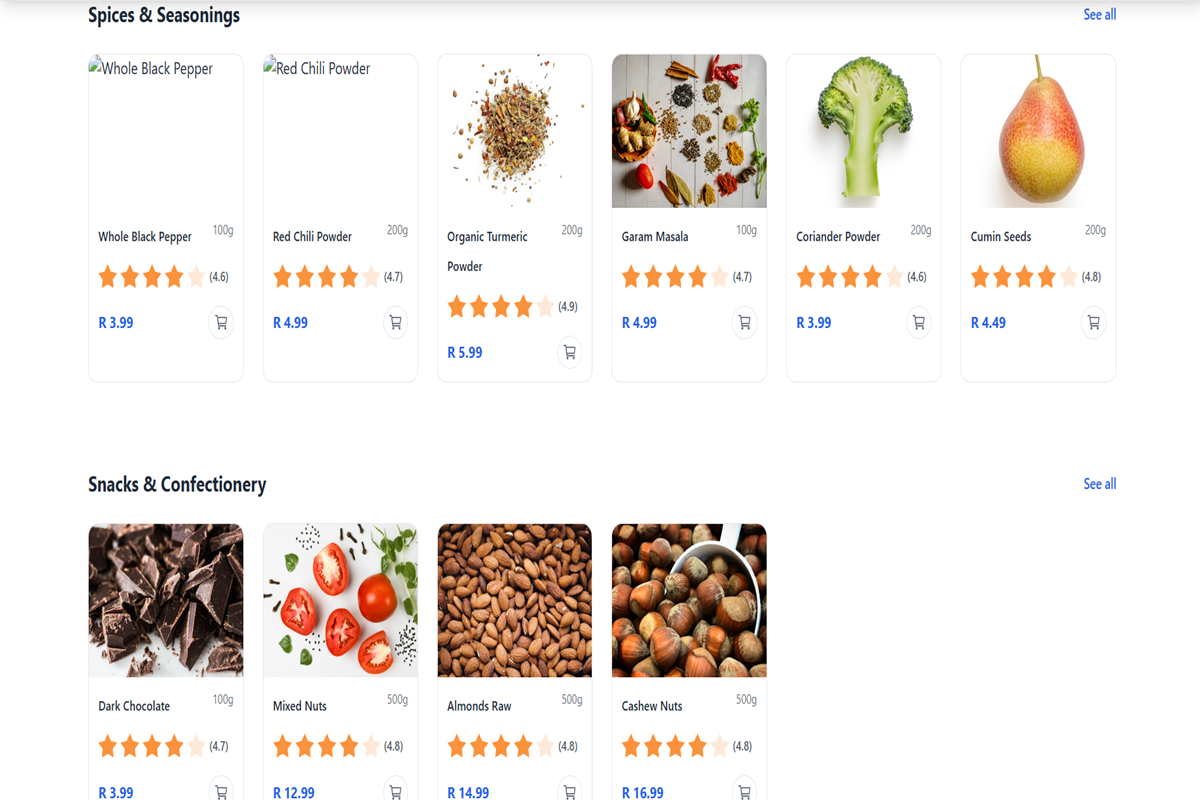 Spices & Seasonings
See all
Whole Black Pepper
Red Chili Powder
Whole Black Pepper
100g
(4.6)
R 3.99
Red Chili Powder
200g
(4.7)
R 4.99
Organic Turmeric
Powder
200g
(4.9)
R 5.99
Garam Masala
100g
(4.7)
R 4.99
Coriander Powder
200g
(4.6)
R 3.99
Cumin Seeds
200g
(4.8)
R 4.49
Snacks & Confectionery
See all
Dark Chocolate
100g
(4.7)
R 3.99
Mixed Nuts
500g
(4.8)
R 12.99
Almonds Raw
500g
(4.8)
R 14.99
Cashew Nuts
500g
(4.8)
R 16.99